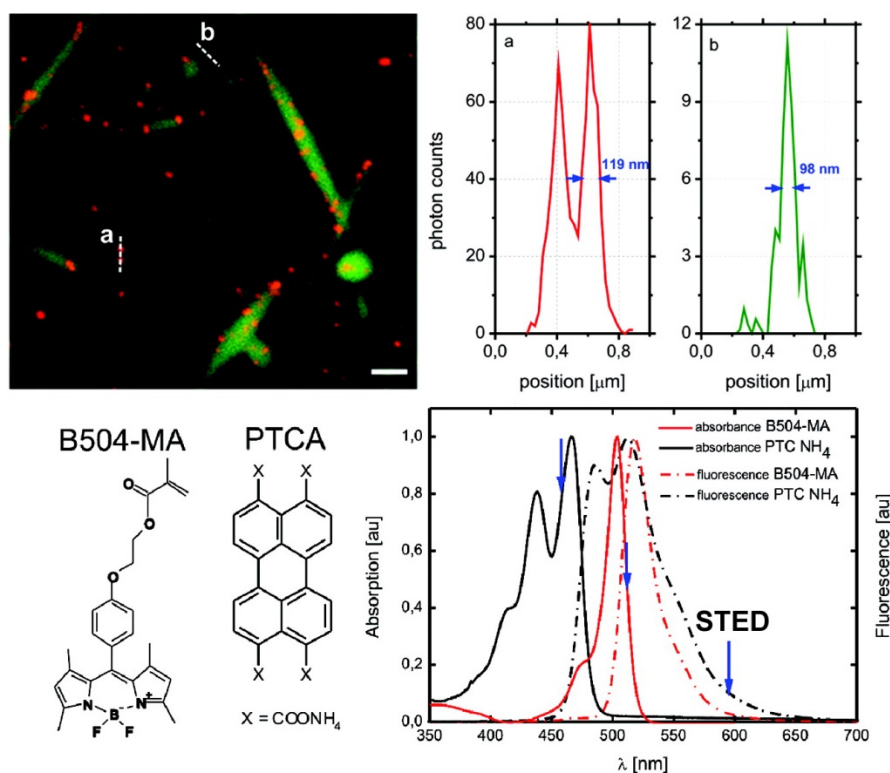 b
a
a
photon counts
80
60
40
20
0
119 nm
0,0
0,4
0,8
position [μm]
b
12
9
6
3
0
98 nm
0,0
0,4
0,8
position [μm]
B504-MA
O
O
O
N
N
+
-
B
F
F
PTCA
X
X
X
X
X = COONH4
Absorption [au]
1,0
0,8
0,6
0,4
0,2
0,0
absorbance B504-MA
absorbance PTC NH4
fluorescence B504-MA
fluorescence PTC NH4
STED
Fluorescence [au]
350
400
450
500
550
600
650
700
λ [nm]